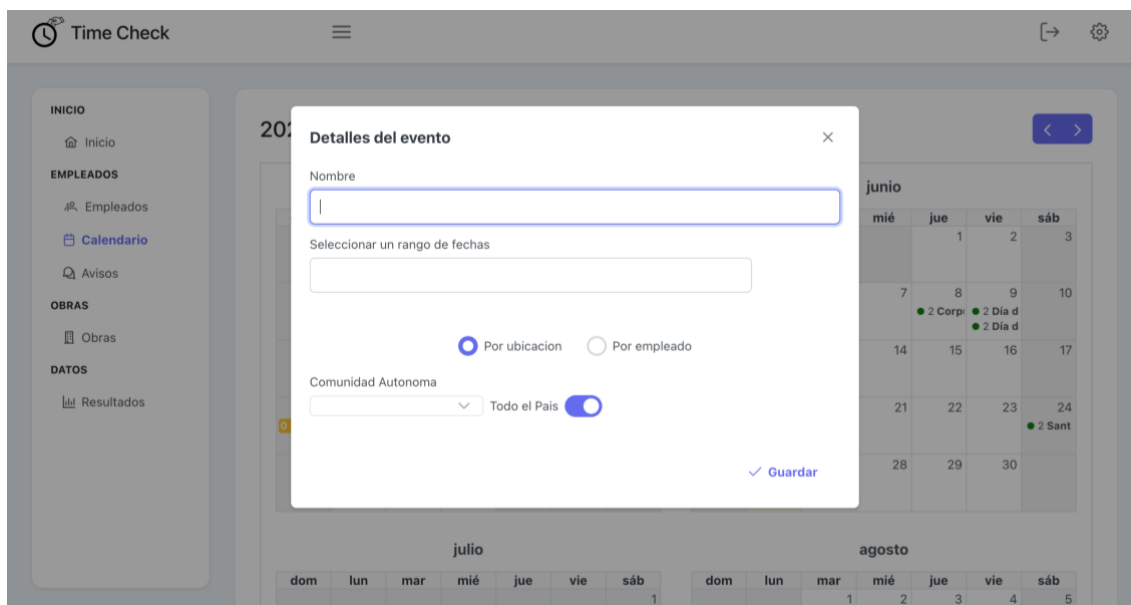 Time Check
INICIO
Inicio
EMPLEADOS
Empleados
Calendario
Avisos
OBRAS
Obras
DATOS
Resultados
202
Detalles del evento
Nombre
Seleccionar un rango de fechas
Por ubicacion Por empleado
Comunidad Autonoma
Todo el Pais
Guardar
junio
mié jue vie sáb
1 2 3
7 8 9 10
2 Corp 2 Día d
2 Día d
14 15 16 17
21 22 23 24
0
2 Sant
28 29 30
julio agosto
dom lun mar mié jue vie sáb dom lun mar mié jue vie sáb
1 1 2 3 4 5